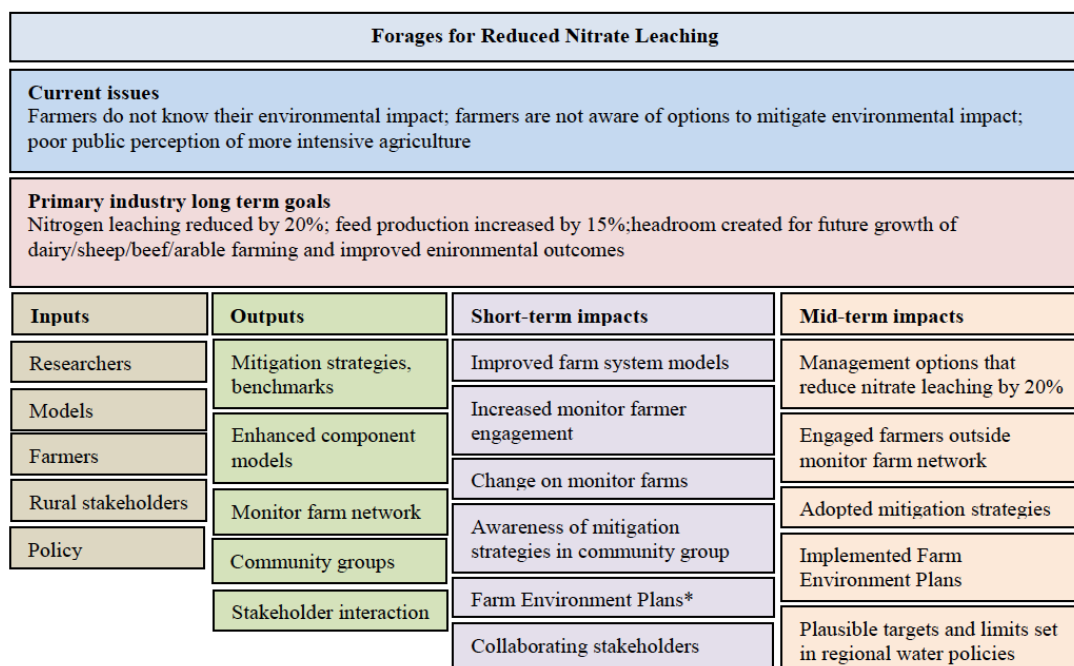 Forages for Reduced Nitrate Leaching
Current issues
Farmers do not know their environmental impact; farmers are not aware of options to mitigate environmental impact;
poor public perception of more intensive agriculture
Primary industry long term goals
Nitrogen leaching reduced by 20%; feed production increased by 15%;headroom created for future growth of
dairy/sheep/beef/arable farming and improved enironmental outcomes
Inputs
Researchers
Models
Farmers
Rural stakeholders
Policy
Outputs
Mitigation strategies,
benchmarks
Enhanced component
models
Monitor farm network
Community groups
Stakeholder interaction
Short-term impacts
Improved farm system models
Increased monitor farmer
engagement
Change on monitor farms
Awareness of mitigation
strategies in community group
Farm Environment Plans*
Collaborating stakeholders
Mid-term impacts
Management options that
reduce nitrate leaching by 20%
Engaged farmers outside
monitor farm network
Adopted mitigation strategies
Implemented Farm
Environment Plans
Plausible targets and limits set
in regional water policies